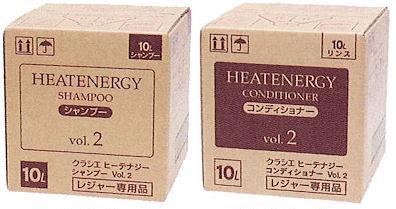 10L
シャンプー
HEATENERGY
SHAMPOO
シャンプー
vol. 2
10L
クラシエ ヒーテナジー
シャンプー Vol. 2
レジャー専用品
10L
リンス
HEATENERGY
CONDITIONER
コンディショナー
vol. 2
10L
クラシエ ヒーテナジー
コンディショナー Vol. 2
レジャー専用品